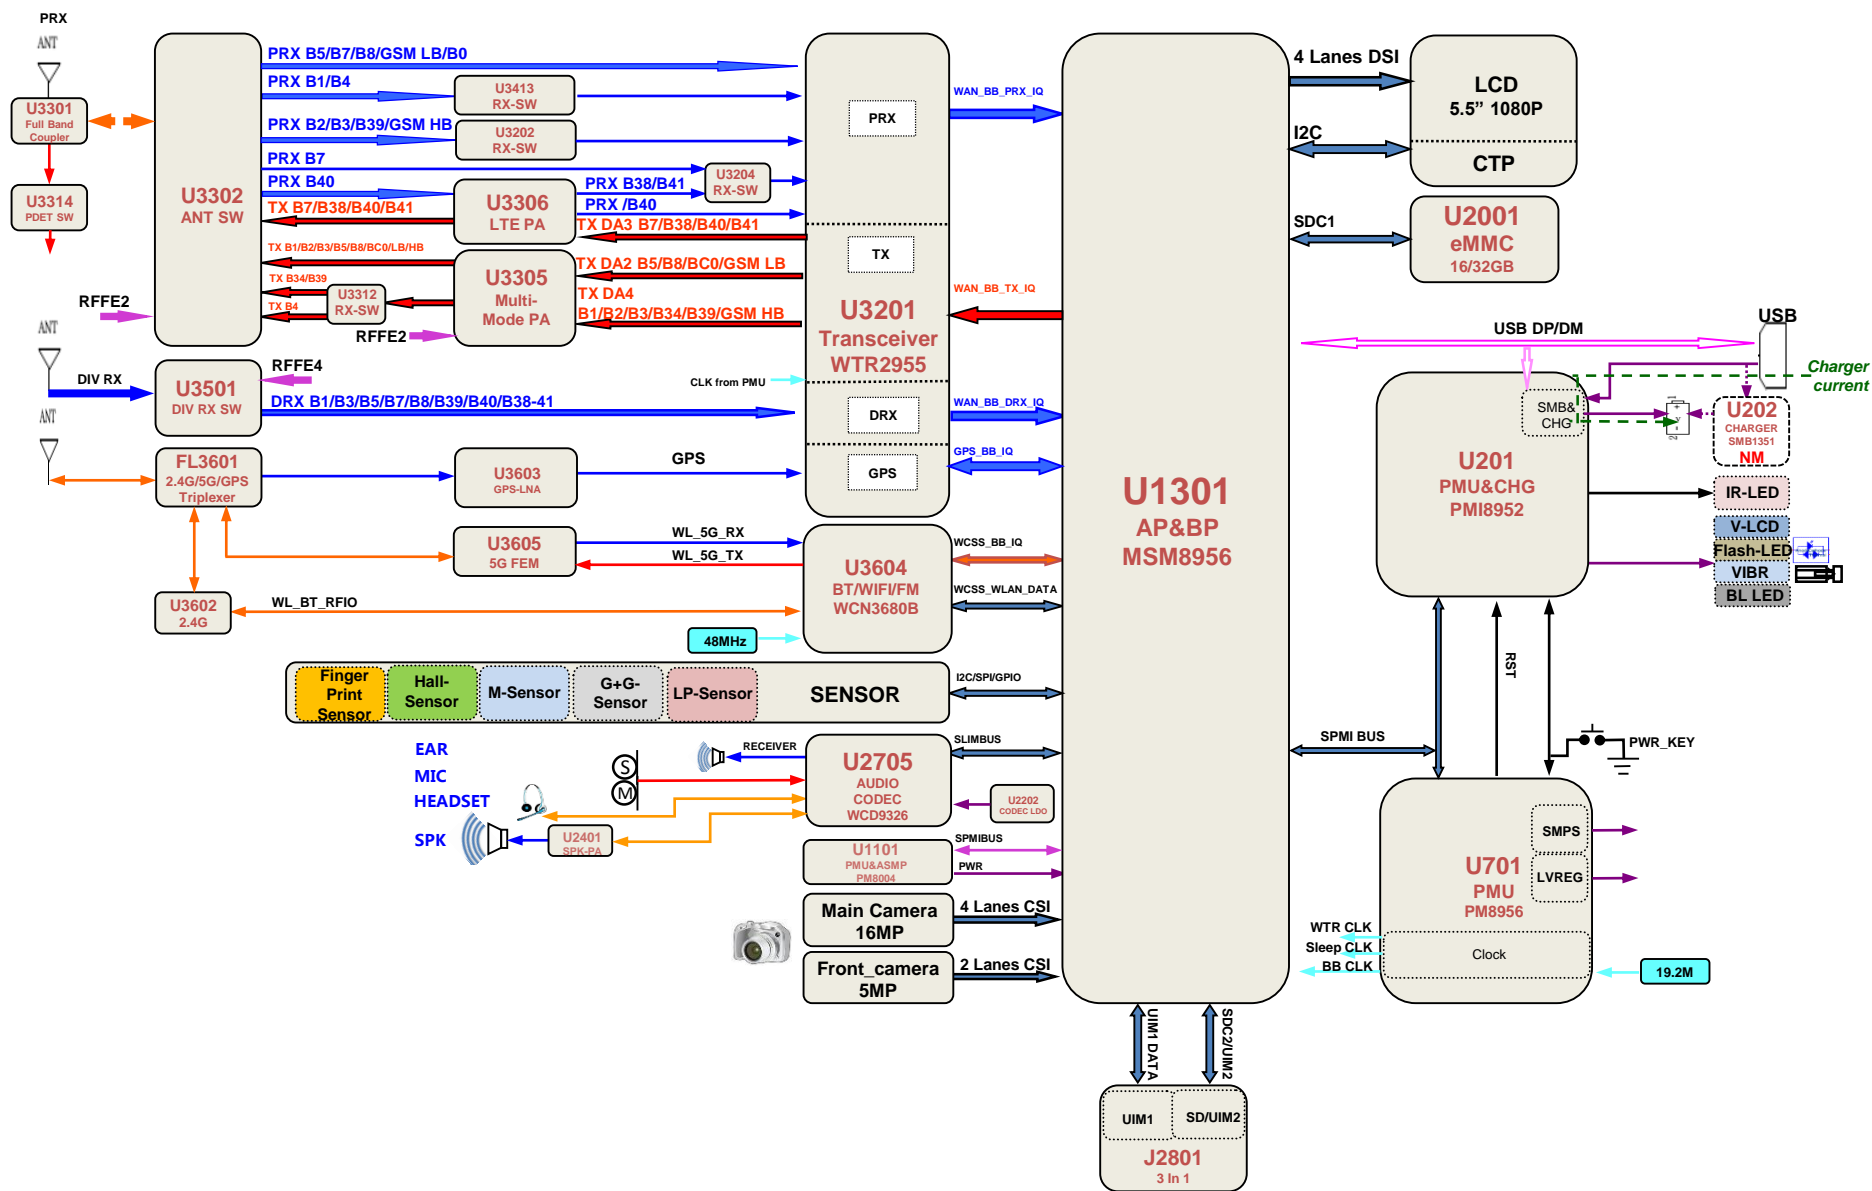 PRX
ANT
U3301
Full Band
Coupler
U3314
PDET SW
RFFE2
ANT
DIV RX
ANT
U3302
ANT SW
PRX B5/B7/B8/GSM LB/B0
PRX B1/B4
U3413
RX-SW
PRX B2/B3/B39/GSM HB
U3202
RX-SW
PRX B7
PRX B40
U3204
RX-SW
U3306
LTE PA
PRX B38/B41
PRX /B40
TX B7/B38/B40/B41
TX DA3 B7/B38/B40/B41
TX B1/B2/B3/B5/B8/BC0/LB/HB
U3305
Multi-
Mode PA
TX DA2 B5/B8/BC0/GSM LB
TX B34/B39
U3312
RX-SW
TX B4
TX DA4
B1/B2/B3/B34/B39/GSM HB
RFFE2
U3501
DIV RX SW
RFFE4
CLK from PMU
DRX B1/B3/B5/B7/B8/B39/B40/B38-41
PRX
TX
U3201
Transceiver
WTR2955
DRX
GPS
WAN_BB_PRX_IQ
WAN_BB_TX_IQ
WAN_BB_DRX_IQ
GPS_BB_IQ
FL3601
2.4G/5G/GPS
Triplexer
U3603
GPS-LNA
GPS
U3605
5G FEM
WL_5G_RX
WL_5G_TX
U3602
2.4G
WL_BT_RFIO
48MHz
U3604
BT/WIFI/FM
WCN3680B
WCSS_BB_IQ
WCSS_WLAN_DATA
Finger
Print
Sensor
Hall-
Sensor
M-Sensor
G+G-
Sensor
LP-Sensor
SENSOR
I2C/SPI/GPIO
EAR
MIC
HEADSET
SPK
S
M
RECEIVER
U2401
SPK-PA
U2705
AUDIO
CODEC
WCD9326
SLIMBUS
U2202
CODEC LDO
U1101
PMU&ASMP
PM8004
SPMIBUS
PWR
Main Camera
16MP
4 Lanes CSI
Front_camera
5MP
2 Lanes CSI
U1301
AP&BP
MSM8956
4 Lanes DSI
I2C
LCD
5.5” 1080P
CTP
SDC1
U2001
eMMC
16/32GB
USB DP/DM
USB
Charger
current
SMB&
CHG
1
+
V
-
2
U202
CHARGER
SMB1351
NM
U201
PMU&CHG
PMI8952
IR-LED
V-LCD
Flash-LED
VIBR
BL LED
RST
SPMI BUS
PWR_KEY
SMPS
LVREG
U701
PMU
PM8956
Clock
WTR CLK
Sleep CLK
BB CLK
19.2M
UIM1 DATA
SDC2/UIM2
UIM1
SD/UIM2
J2801
3 In 1